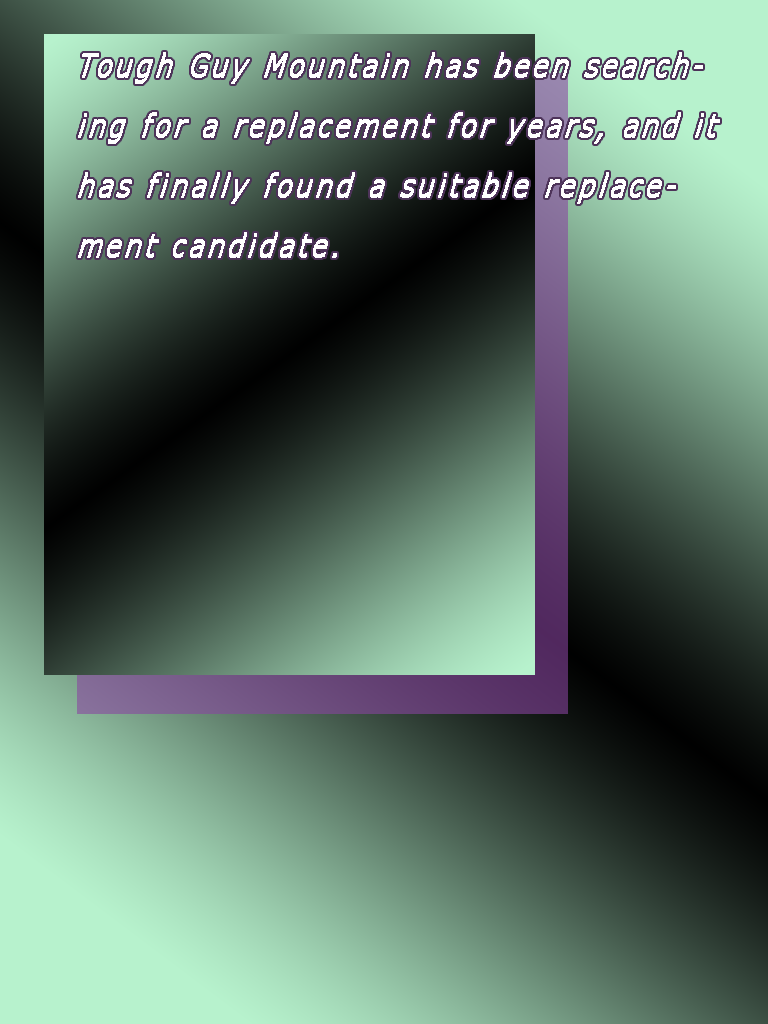 Tough Guy Mountain has been search-
ing for a replacement for years, and it
has finally found a suitable replace-
ment candidate.